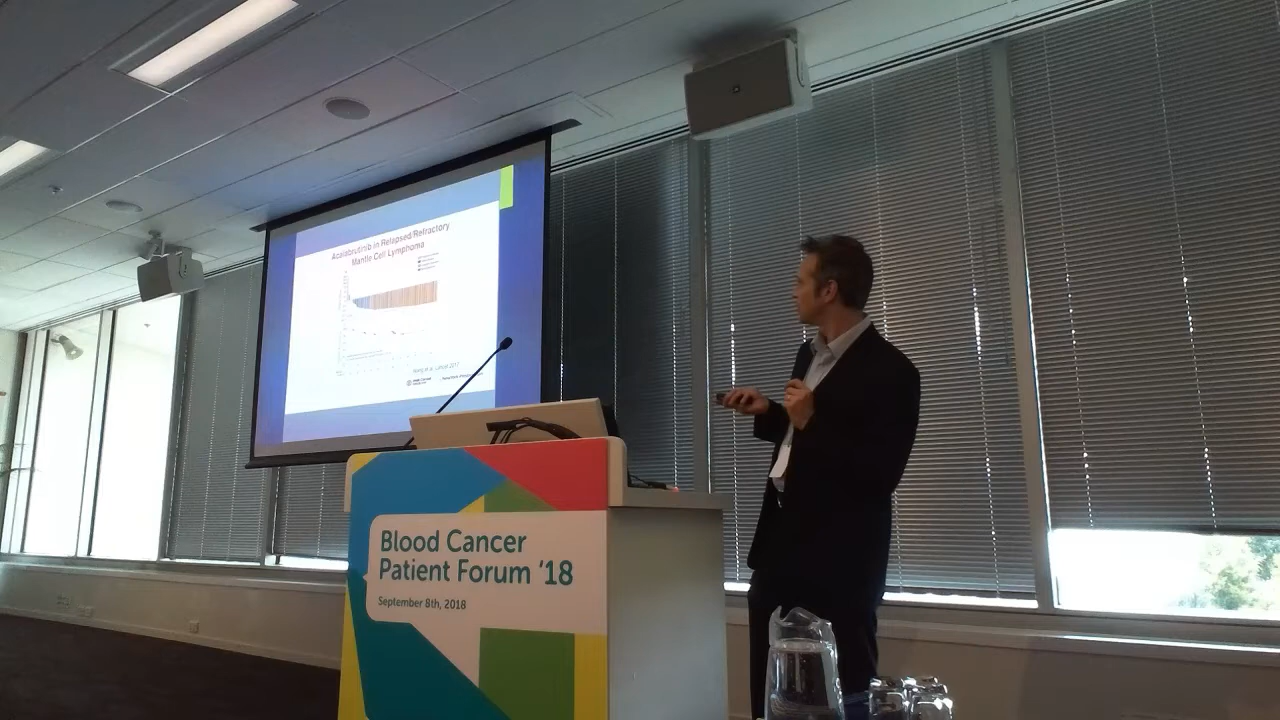 Acalabrutinib in Relapsed/Refractory
Mantle Cell Lymphoma
Wang et al. Lancet 2017
Blood Cancer
Patient Forum '18
September 8th, 2018